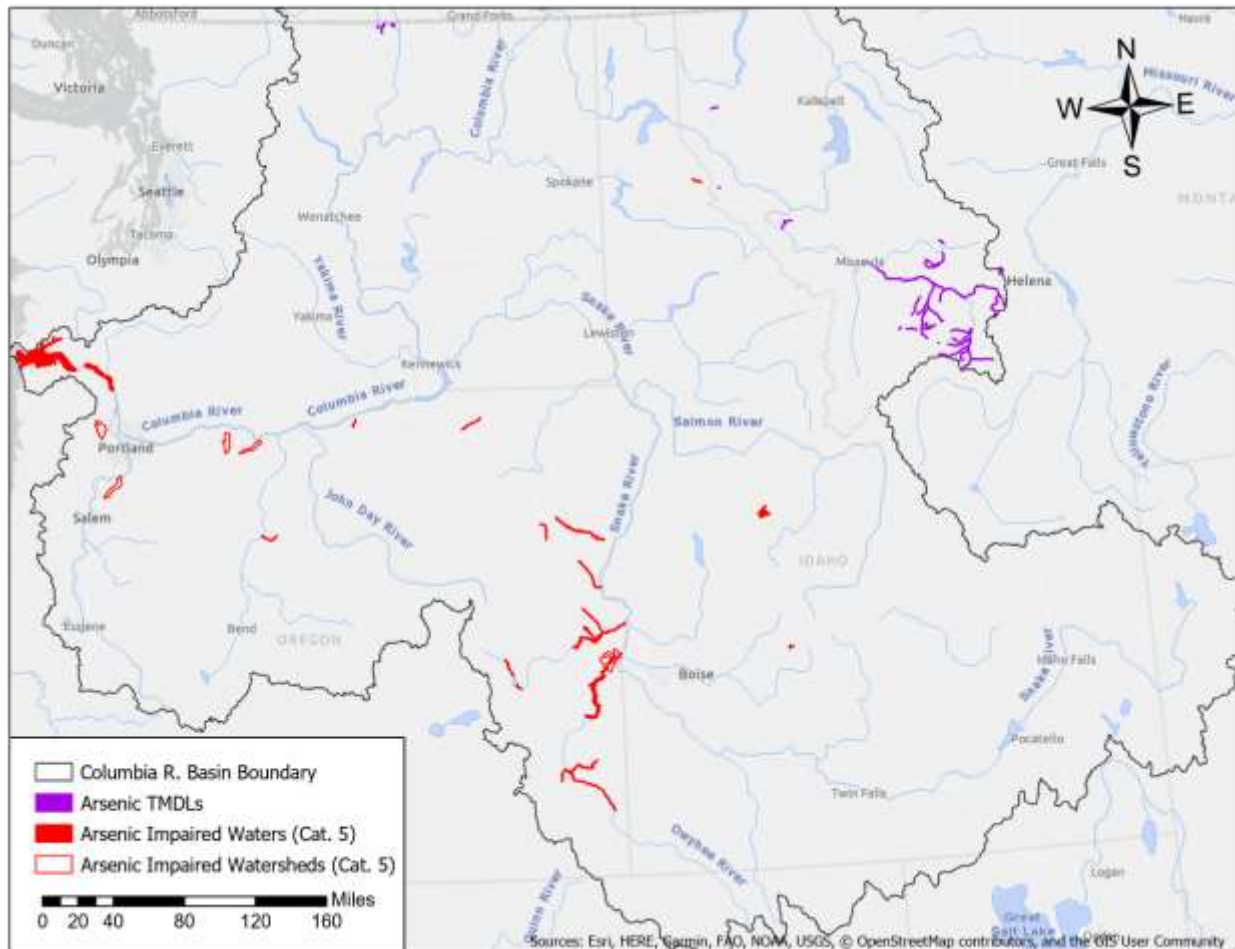 Abbotsford
Grand Forks
Havre
Duncan
Victoria
Columbia River
Kalispell
N
W E
S
Missouri River
Everett
Seattle
Spokane
Great Falls
Wenatchee
MONTA
Tacoma
Olympia
Missoula
Helena
Yakima River
Yakima
Snake River
Lewiston
Kennewick
Columbia River
Columbia River
Salmon River
Yellowstone River
Portland
Snake River
Salem
John Day River
IDAHO
Eugene
Bend
OREGON
Boise
Snake River
Idaho Falls
Pocatello
Twin Falls
Owyhee River
Logan
Quinn River
Great
Salt Lake
Columbia R. Basin Boundary
Arsenic TMDLs
Arsenic Impaired Waters (Cat. 5)
Arsenic Impaired Watersheds (Cat. 5)
Miles
0 20 40 80 120 160
Sources: Esri, HERE, Garmin, FAO, NOAA, USGS, © OpenStreetMap contributors, and the GIS User Community